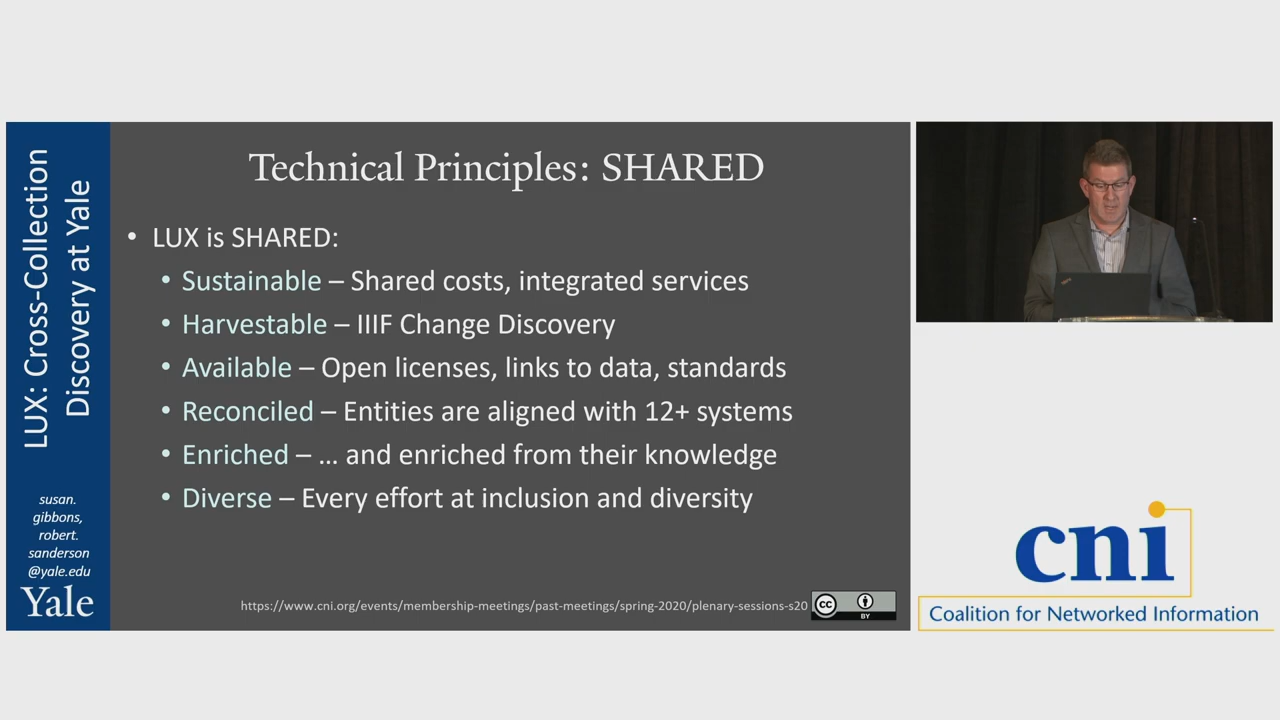 LUX: Cross-Collection
Discovery at Yale
susan.
gibbons,
robert.
sanderson
@yale.edu
Yale
Technical Principles: SHARED
• LUX is SHARED:
• Sustainable – Shared costs, integrated services
• Harvestable – IIIF Change Discovery
• Available – Open licenses, links to data, standards
• Reconciled – Entities are aligned with 12+ systems
• Enriched – … and enriched from their knowledge
• Diverse – Every effort at inclusion and diversity
https://www.cni.org/events/membership-meetings/past-meetings/spring-2020/plenary-sessions-s20
cc
BY
cni
Coalition for Networked Information